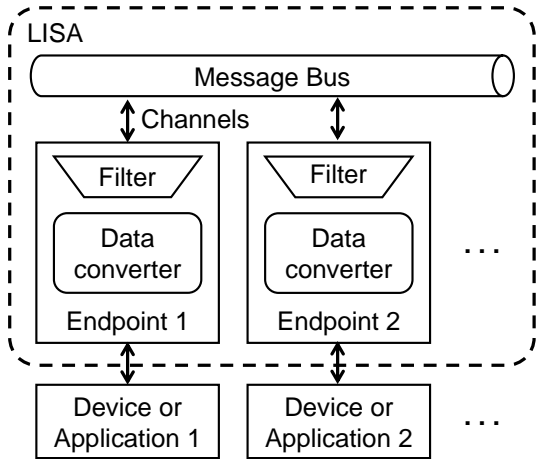 LISA
Message Bus
Channels
Filter
Filter
Data
converter
Data
converter
...
Endpoint 1
Endpoint 2
Device or
Application 1
Device or
Application 2
...